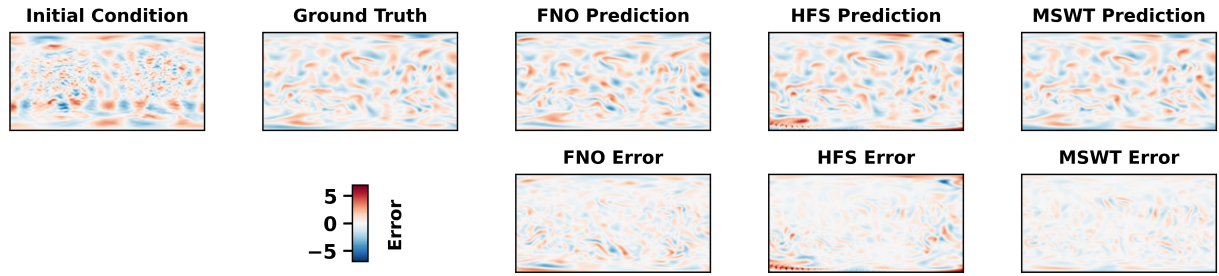 Initial Condition
Ground Truth
FNO Prediction
HFS Prediction
MSWT Prediction
FNO Error
HFS Error
MSWT Error
5
0
−5
Error